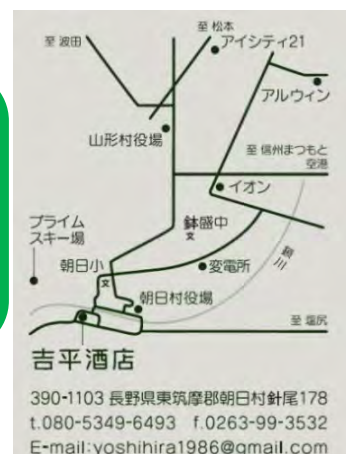 至 松本
至 波田
アイシティ21
アルウィン
山形村役場
至 信州まつもと
空港
イオン
鉢盛中
文
プライム
スキー場
鎖川
朝日小
文
変電所
朝日村役場
至 塩尻
吉平酒店
390-1103 長野県東筑摩郡朝日村針尾178
t.080-5349-6493 f.0263-99-3532
E-mail:yoshihira1986@gmail.com